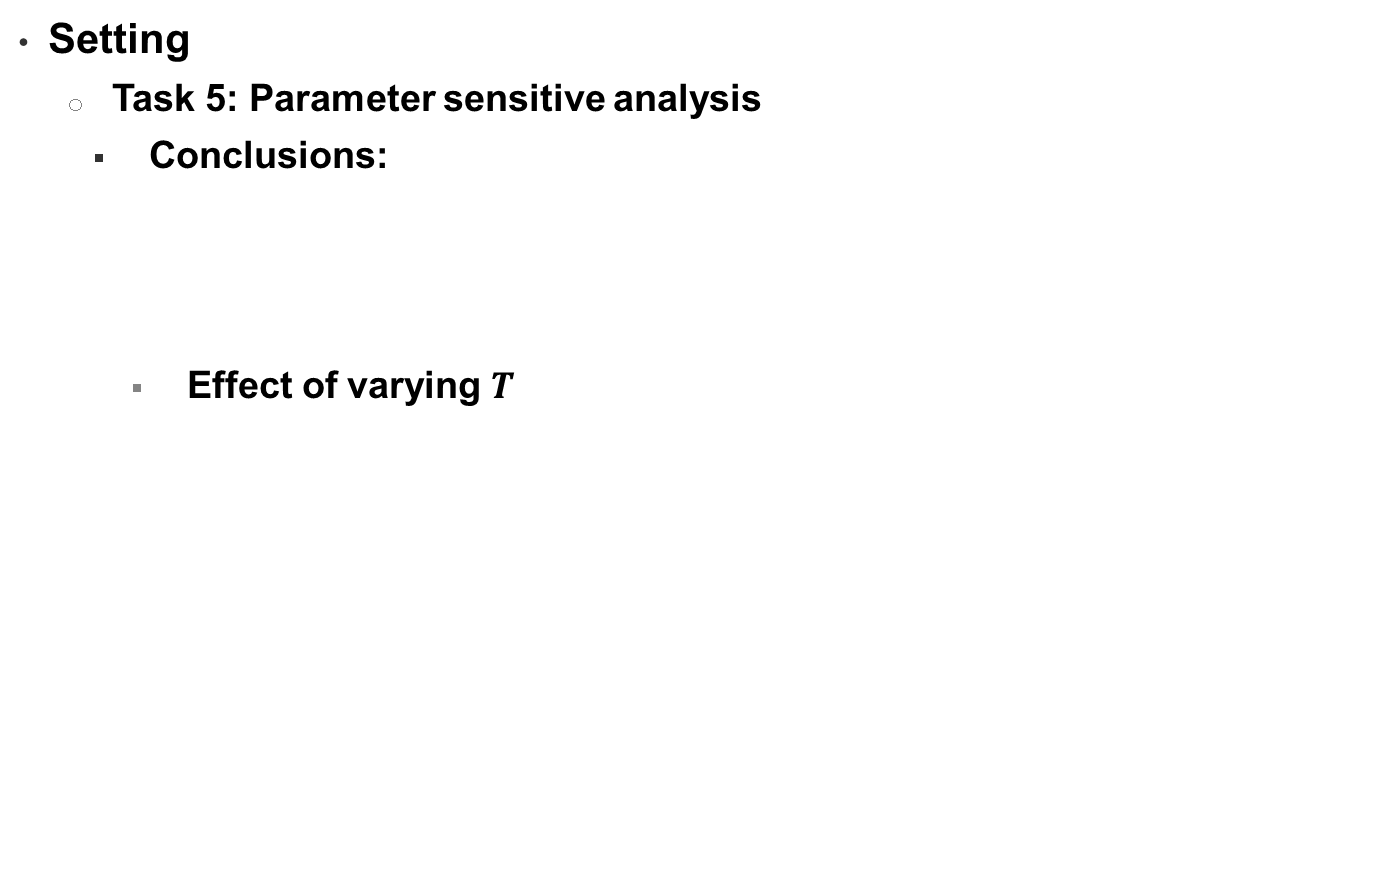 • Setting
○ Task 5: Parameter sensitive analysis
▪ Conclusions:
▪ Effect of varying T